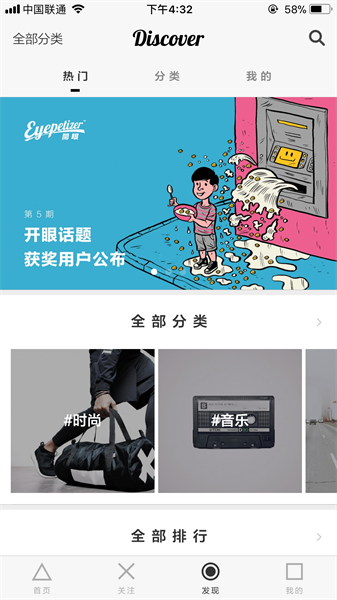 中国联通
下午4:32
58%
全部分类
Discover
热门
分类
我的
Eyepetizer™
開眼
第 5 期
开眼话题
获奖用户公布
全部分类
#时尚
#音乐
全部排行
首页
关注
发现
我的